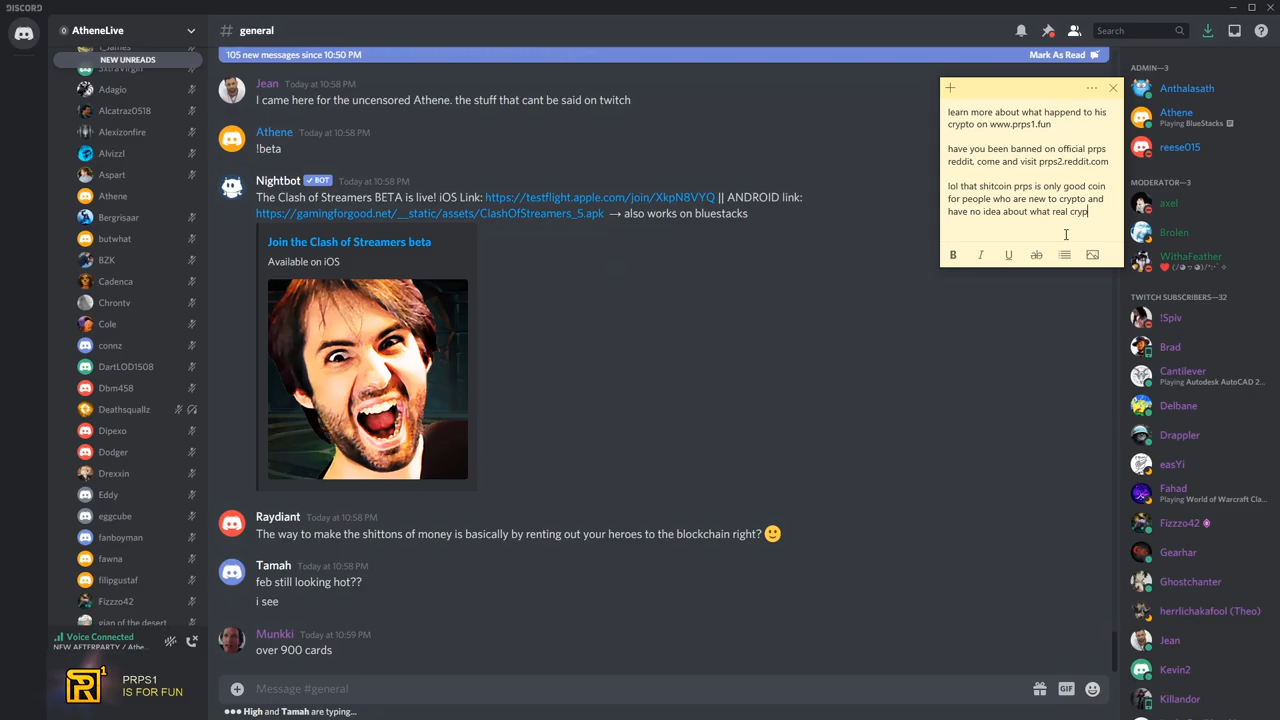 DISCORD
AtheneLive
general
Search
T_James
NEW UNREADS
3xtraVirgin
Adagio
Alcatraz0518
Alexizonfire
Alvizzl
Aspart
Athene
Bergrisaar
butwhat
BZK
Cadenca
Chrontv
Cole
connz
DartLOD1508
Dbm458
Deathsquallz
Dipexo
Dodger
Drexxin
Eddy
eggcube
fanboyman
fawna
filipgustaf
Fizzzo42
gian of the desert
Voice Connected
NEW AFTERPARTY / Athe...
PRPS1
IS FOR FUN
105 new messages since 10:50 PM
Mark As Read
Jean Today at 10:58 PM
I came here for the uncensored Athene. the stuff that cant be said on twitch
Athene Today at 10:58 PM
!beta
Nightbot BOT Today at 10:58 PM
The Clash of Streamers BETA is live! iOS Link: https://testflight.apple.com/join/XkpN8VYQ || ANDROID link:
https://gamingforgood.net/__static/assets/ClashOfStreamers_5.apk → also works on bluestacks
Join the Clash of Streamers beta
Available on iOS
Raydiant Today at 10:58 PM
The way to make the shittons of money is basically by renting out your heroes to the blockchain right?
Tamah Today at 10:58 PM
feb still looking hot??
i see
Munkki Today at 10:59 PM
over 900 cards
Message #general
GIF
High and Tamah are typing...
learn more about what happend to his
crypto on www.prps1.fun
have you been banned on official prps
reddit, come and visit prps2.reddit.com
lol that shitcoin prps is only good coin
for people who are new to crypto and
have no idea about what real cryp
B I U ab
ADMIN—3
Anthalasath
Athene
Playing BlueStacks
reese015
MODERATOR—3
axel
Brolen
WithaFeather
TWITCH SUBSCRIBERS—32
!Spiv
Brad
Cantilever
Playing Autodesk AutoCAD 2...
Delbane
Drappler
easYi
Fahad
Playing World of Warcraft Cla...
Fizzzo42
Gearhar
Ghostchanter
herrlichakafool (Theo)
Jean
Kevin2
Killandor